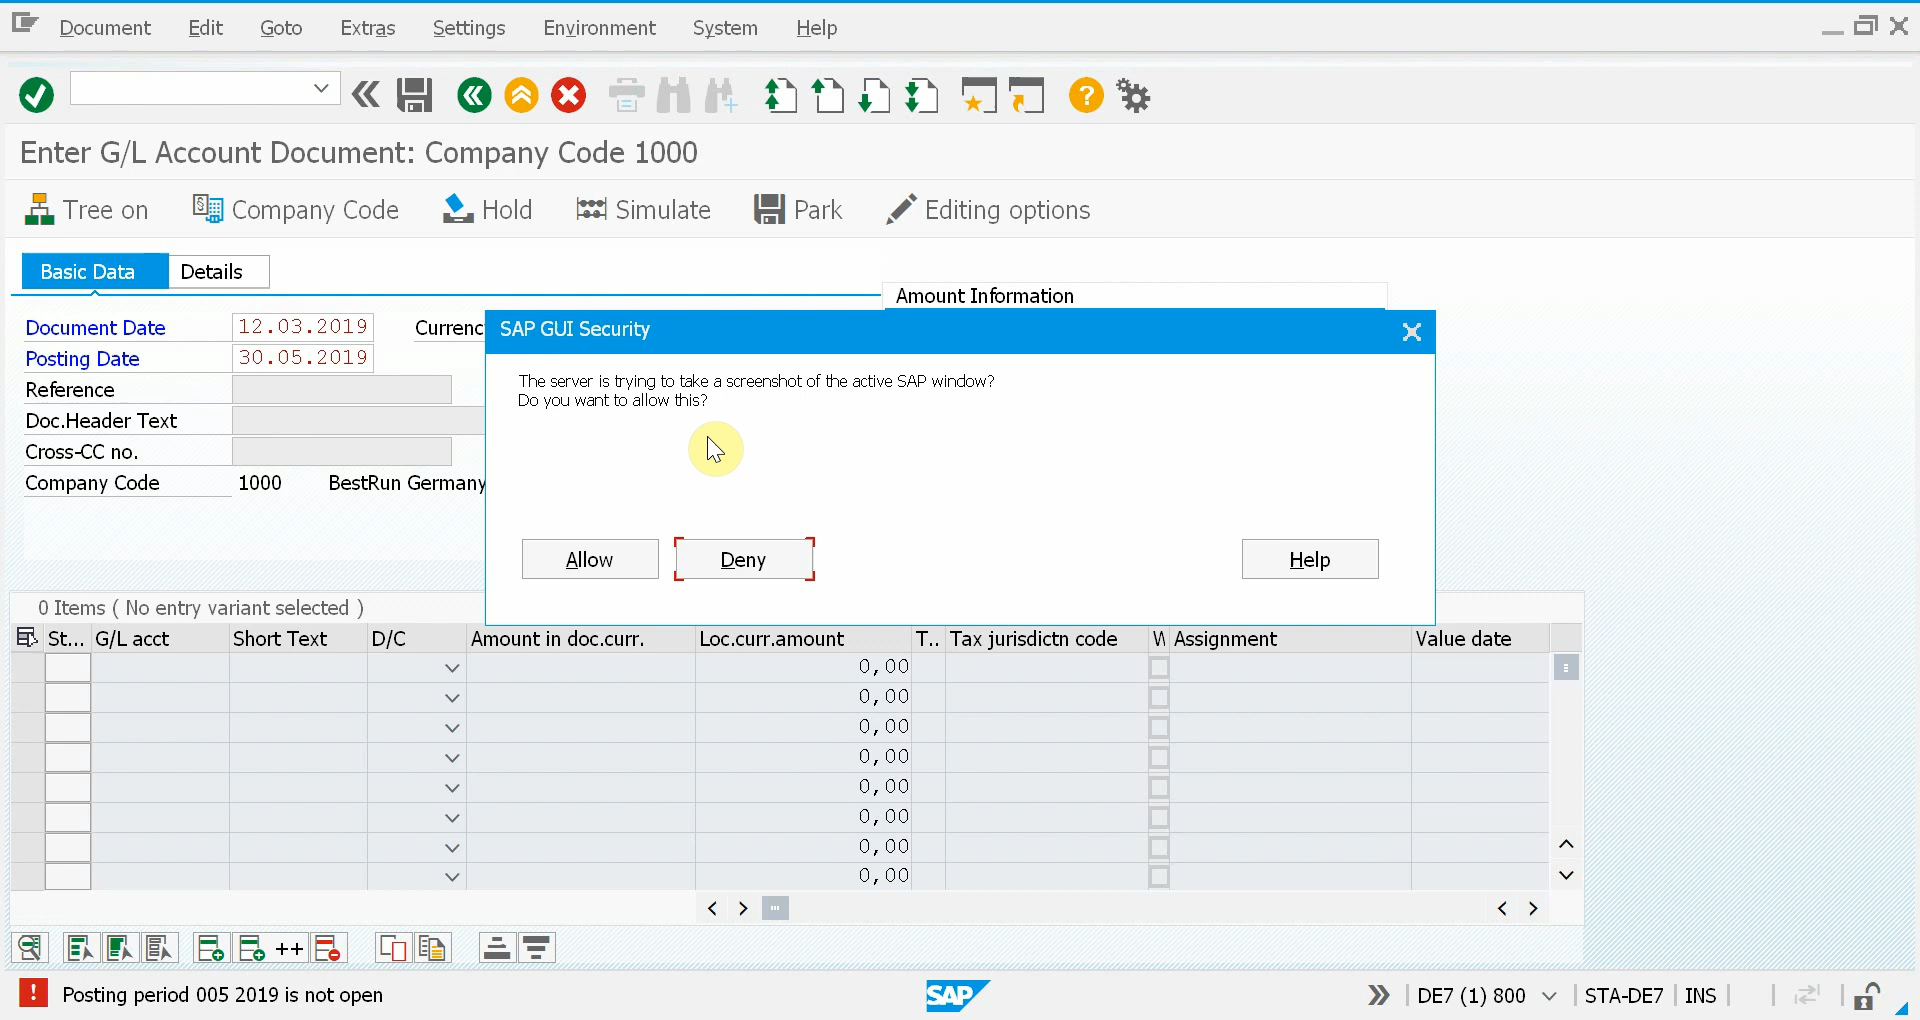 Document Edit Goto Extras Settings Environment System Help
Enter G/L Account Document: Company Code 1000
Tree on Company Code Hold Simulate Park Editing options
Basic Data Details
Amount Information
Document Date 12.03.2019 Currenc
Posting Date 30.05.2019
Reference
Doc.Header Text
Cross-CC no.
Company Code 1000 BestRun Germany
SAP GUI Security
The server is trying to take a screenshot of the active SAP window?
Do you want to allow this?
Allow Deny Help
0 Items ( No entry variant selected )
St... G/L acct Short Text D/C Amount in doc.curr. Loc.curr.amount T.. Tax jurisdictn code W Assignment Value date
0,00
0,00
0,00
0,00
0,00
0,00
0,00
0,00
Posting period 005 2019 is not open SAP DE7 (1) 800 STA-DE7 INS